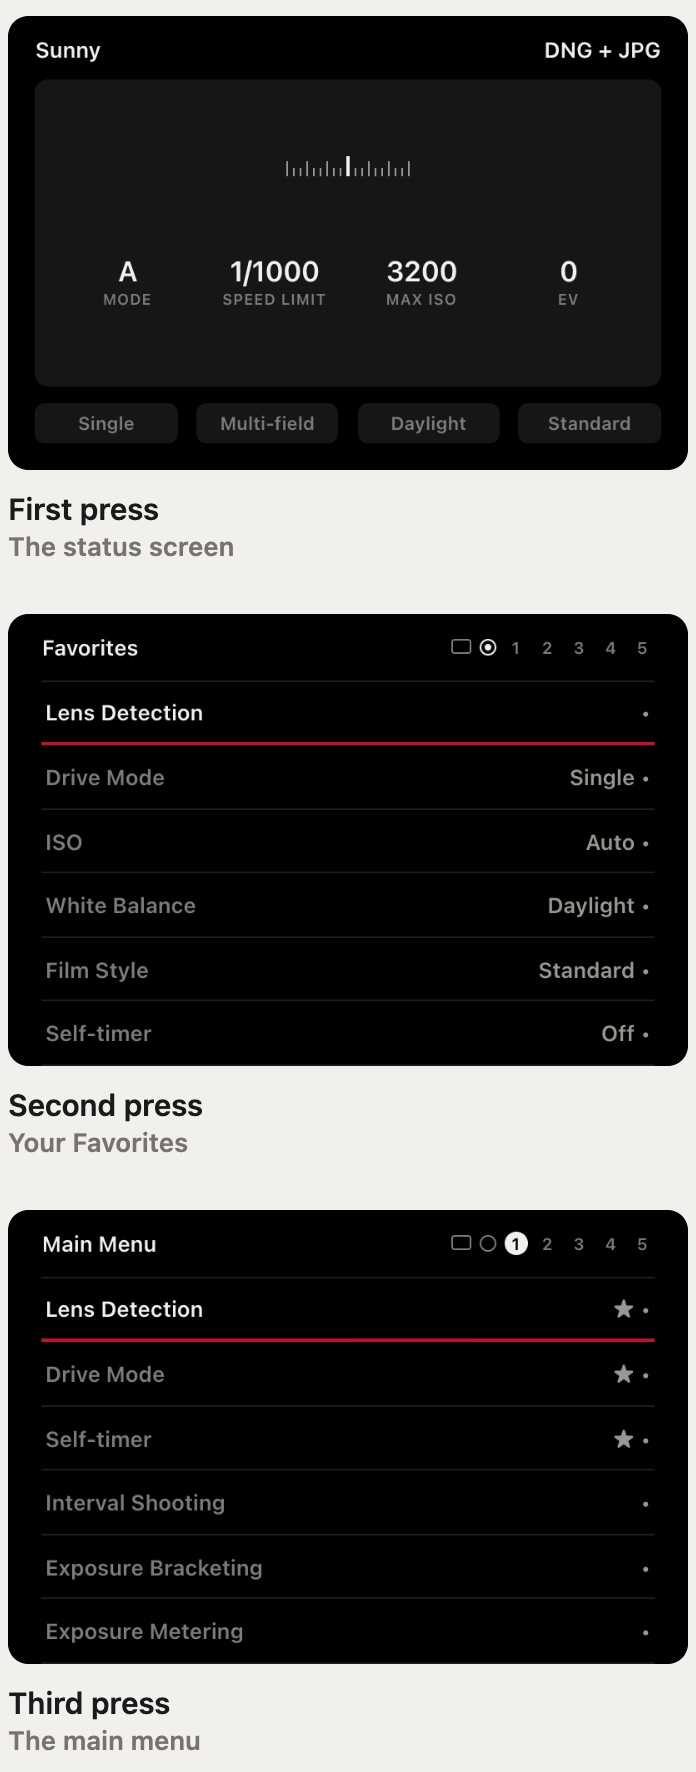 Sunny DNG + JPG
A 1/1000 3200 0
MODE SPEED LIMIT MAX ISO EV
Single Multi-field Daylight Standard
First press
The status screen
Favorites 1 2 3 4 5
Lens Detection
Drive Mode Single
ISO Auto
White Balance Daylight
Film Style Standard
Self-timer Off
Second press
Your Favorites
Main Menu 1 2 3 4 5
Lens Detection
Drive Mode
Self-timer
Interval Shooting
Exposure Bracketing
Exposure Metering
Third press
The main menu